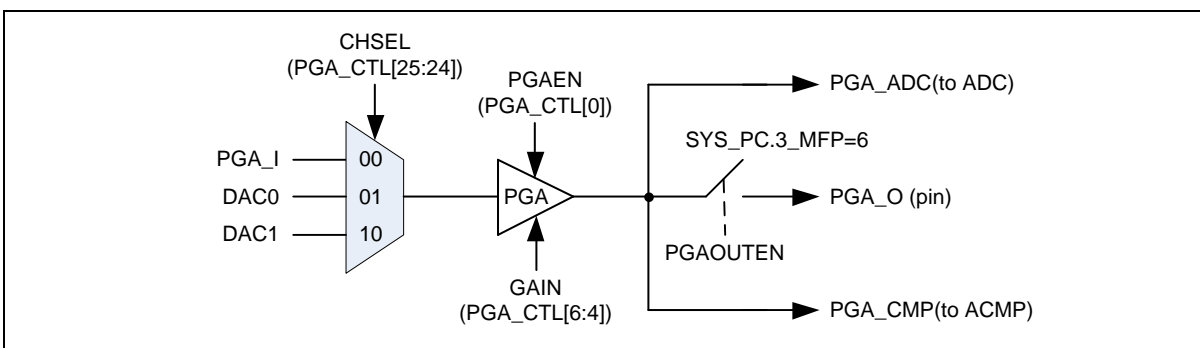 CHSEL
(PGA_CTL[25:24])
PGAEN
(PGA_CTL[0])
PGA_ADC(to ADC)
SYS_PC.3_MFP=6
PGA_I
00
DAC0
01
PGA
PGA_O (pin)
DAC1
10
PGAOUTEN
GAIN
(PGA_CTL[6:4])
PGA_CMP(to ACMP)